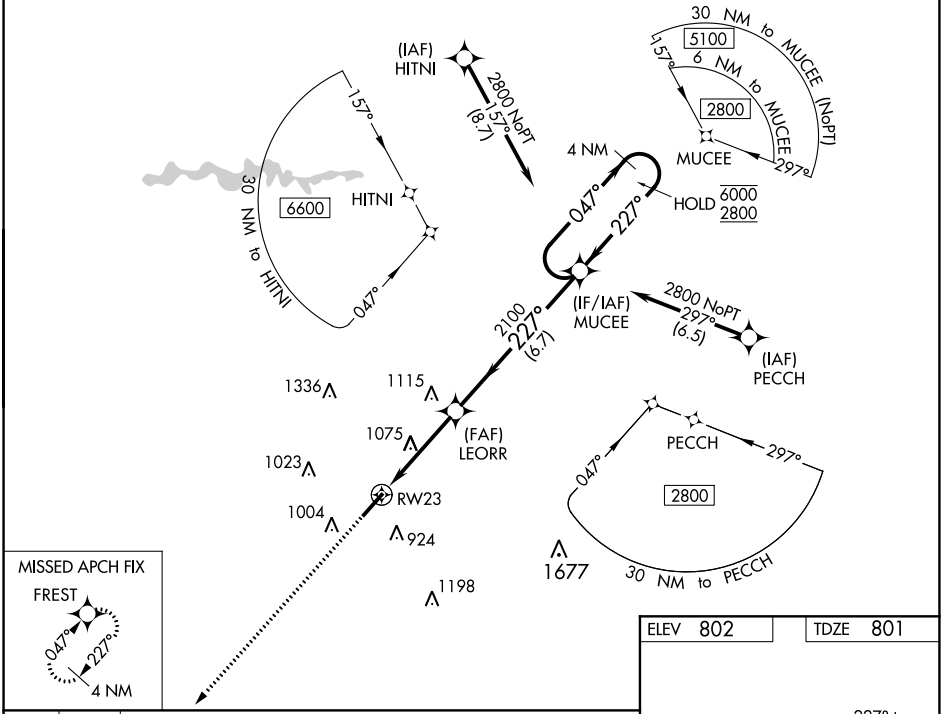 (IAF)
HITNI
2800 NoPT
157°
(8.7)
30 NM to MUCEE (NoPT)
5100
157°
6 NM to MUCEE
2800
MUCEE
297°
157°
30 NM to HITNI
6600
HITNI
047°
4 NM
047°
227°
HOLD
6000
2800
(IF/IAF)
MUCEE
2800 NoPT
297°
(6.5)
(IAF)
PECCH
2100
227°
(6.7)
1336
1115
(FAF)
LEORR
1075
1023
RW23
1004
924
1198
1677
PECCH
047°
297°
2800
30 NM to PECCH
MISSED APCH FIX
FREST
047°
227°
4 NM
ELEV 802
TDZE 801